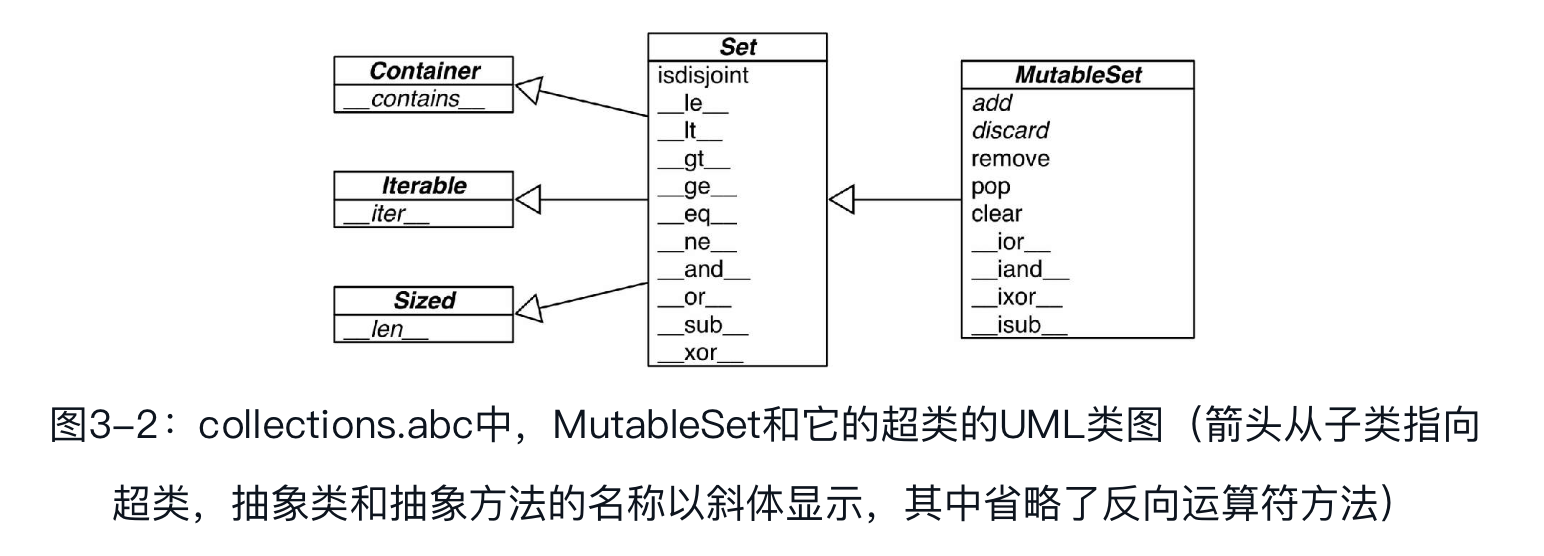 Container
__contains__
Iterable
__iter__
Sized
__len__
Set
isdisjoint
__le__
__lt__
__gt__
__ge__
__eq__
__ne__
__and__
__or__
__sub__
__xor__
MutableSet
add
discard
remove
pop
clear
__ior__
__iand__
__ixor__
__isub__
图3-2：collections.abc中，MutableSet和它的超类的UML类图（箭头从子类指向
超类，抽象类和抽象方法的名称以斜体显示，其中省略了反向运算符方法）